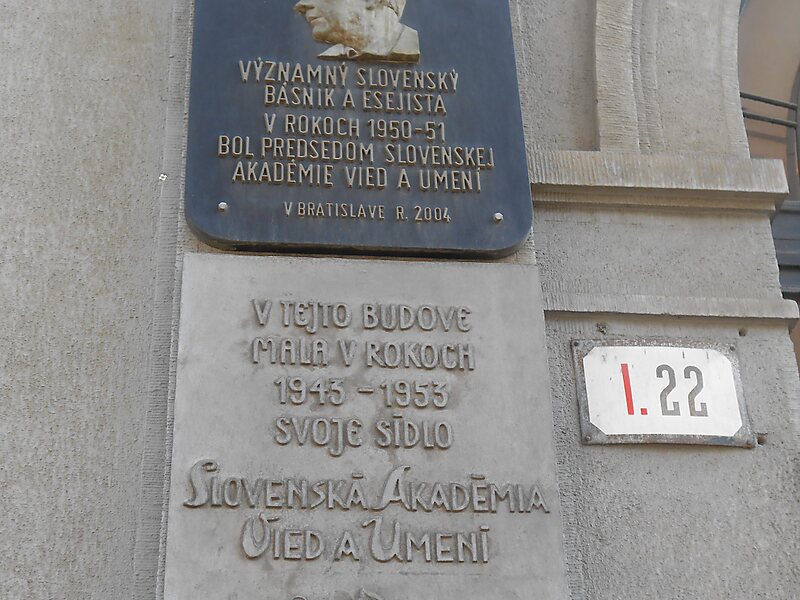 VÝZNAMNÝ SLOVENSKÝ
BÁSNIK A ESEJISTA
V ROKOCH 1950-51
BOL PREDSEDOM SLOVENSKEJ
AKADÉMIE VIED A UMENÍ
V BRATISLAVE R. 2004
V TEJTO BUDOVE
MALA V ROKOCH
1943 - 1953
SVOJE SÍDLO
SLOVENSKÁ AKADÉMIA
VIED A UMENÍ
I. 22